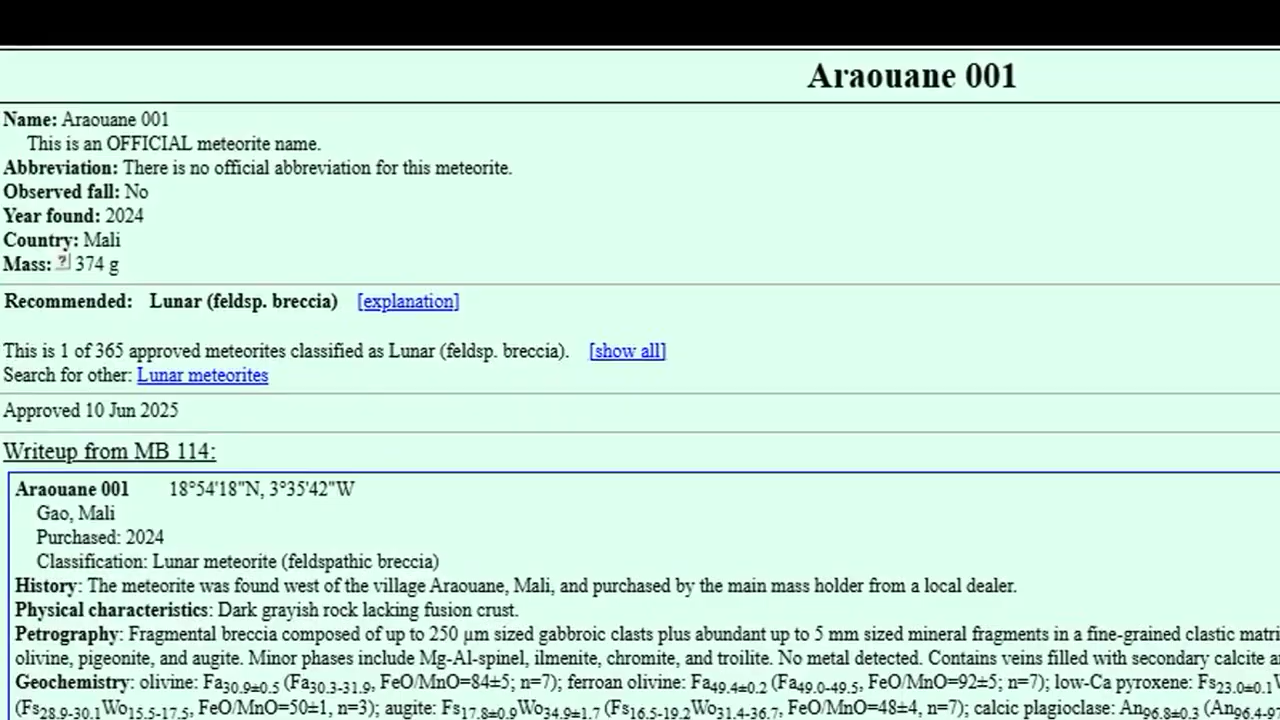 Araouane 001
Name: Araouane 001
This is an OFFICIAL meteorite name.
Abbreviation: There is no official abbreviation for this meteorite.
Observed fall: No
Year found: 2024
Country: Mali
Mass: ? 374 g
Recommended: Lunar (feldsp. breccia) [explanation]
This is 1 of 365 approved meteorites classified as Lunar (feldsp. breccia). [show all]
Search for other: Lunar meteorites
Approved 10 Jun 2025
Writeup from MB 114:
Araouane 001 18°54'18"N, 3°35'42"W
Gao, Mali
Purchased: 2024
Classification: Lunar meteorite (feldspathic breccia)
History: The meteorite was found west of the village Araouane, Mali, and purchased by the main mass holder from a local dealer.
Physical characteristics: Dark grayish rock lacking fusion crust.
Petrography: Fragmental breccia composed of up to 250 µm sized gabbroic clasts plus abundant up to 5 mm sized mineral fragments in a fine-grained clastic matri
olivine, pigeonite, and augite. Minor phases include Mg-Al-spinel, ilmenite, chromite, and troilite. No metal detected. Contains veins filled with secondary calcite a
Geochemistry: olivine: Fa30.9±0.5 (Fa30.3-31.9, FeO/MnO=84±5; n=7); ferroan olivine: Fa49.4±0.2 (Fa49.0-49.5, FeO/MnO=92±5; n=7); low-Ca pyroxene: Fs23.0±0.1W
(Fs28.9-30.1Wo15.5-17.5, FeO/MnO=50±1, n=3); augite: Fs17.8±0.9Wo34.9±1.7 (Fs16.5-19.2Wo31.4-36.7, FeO/MnO=48±4, n=7); calcic plagioclase: An96.8±0.3 (An96.4-97